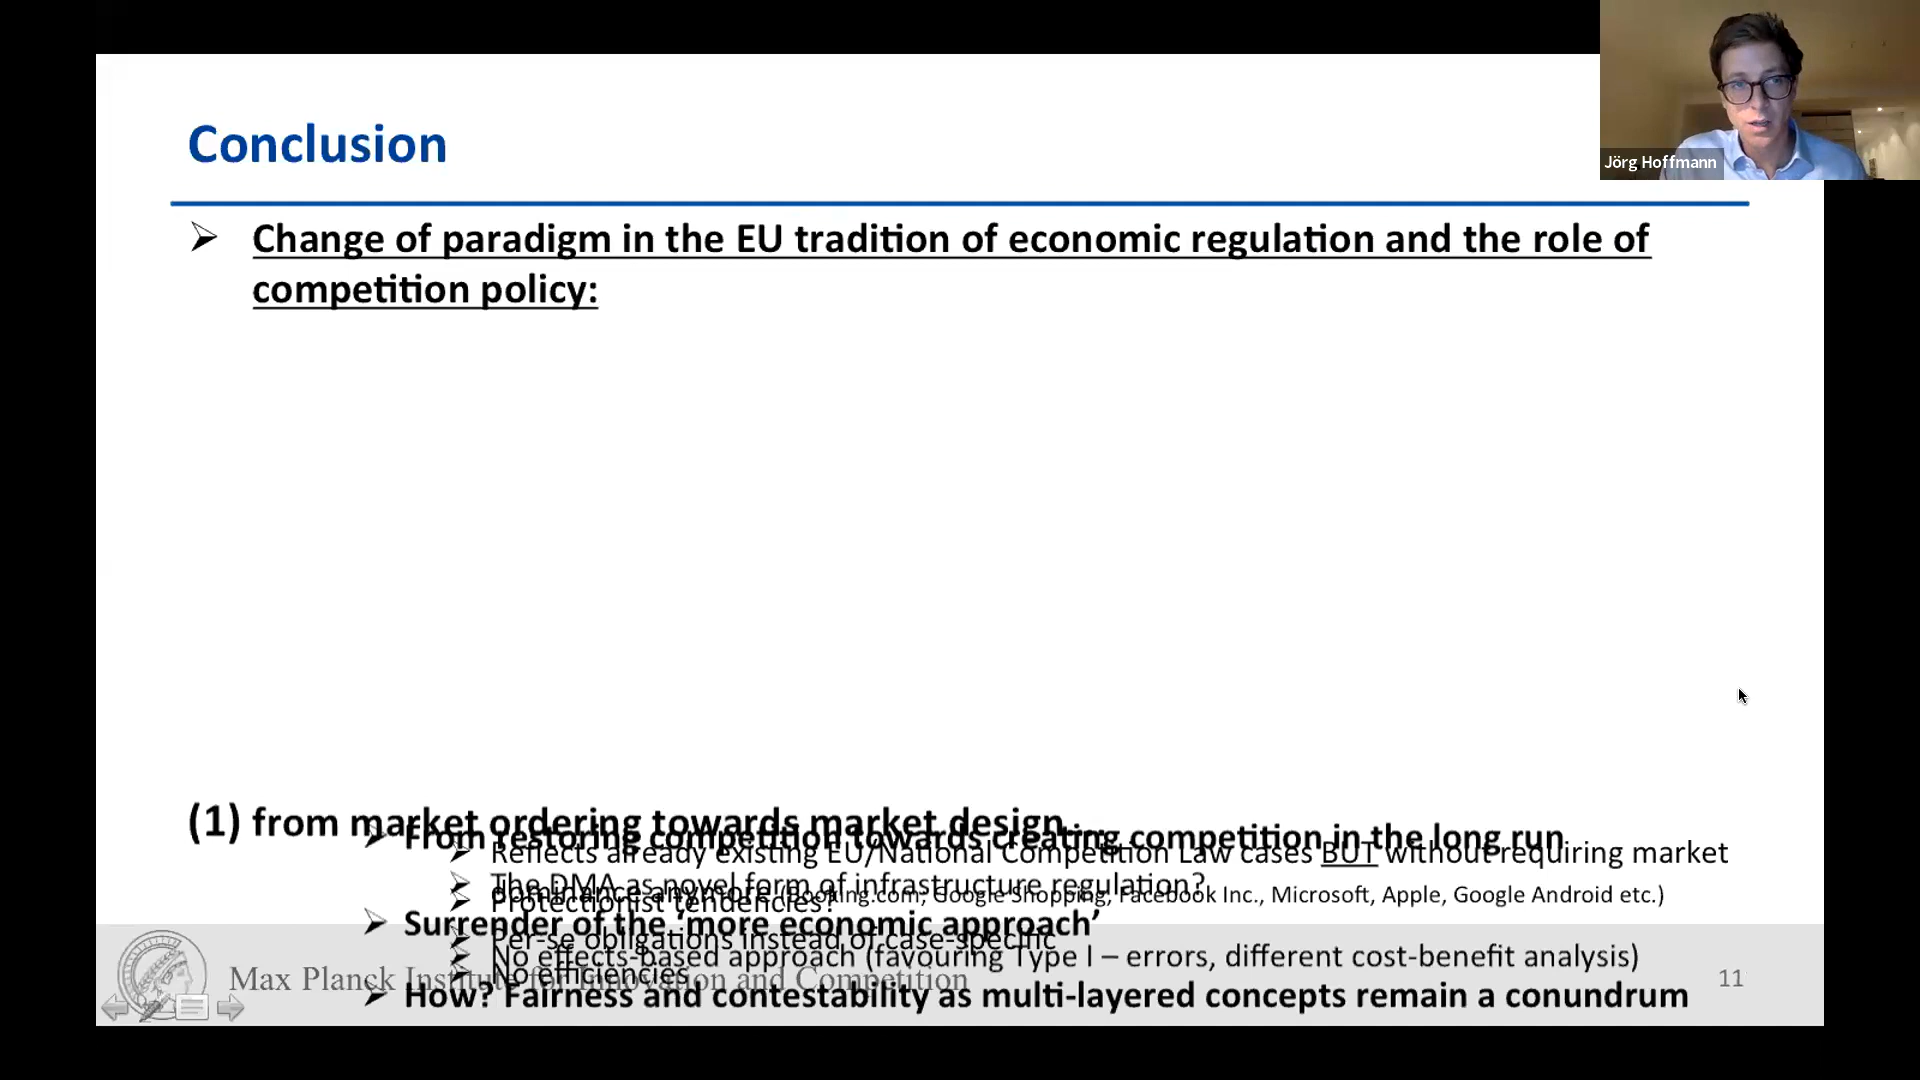 Conclusion
Jörg Hoffmann
Change of paradigm in the EU tradition of economic regulation and the role of
competition policy:
(1) from market ordering towards market design
From restoring competition towards creating competition in the long run
Reflects already existing EU/National Competition Law cases BUT without requiring market
dominance anymore (Booking.com, Google Shopping, Facebook Inc., Microsoft, Apple, Google Android etc.)
The DMA as novel form of infrastructure regulation?
Protectionist tendencies?
Surrender of the ‘more economic approach’
Per-se obligations instead of case-specific
No effects-based approach (favouring Type I – errors, different cost-benefit analysis)
No efficiencies
How? Fairness and contestability as multi-layered concepts remain a conundrum
Max Planck Institute for Innovation and Competition
11